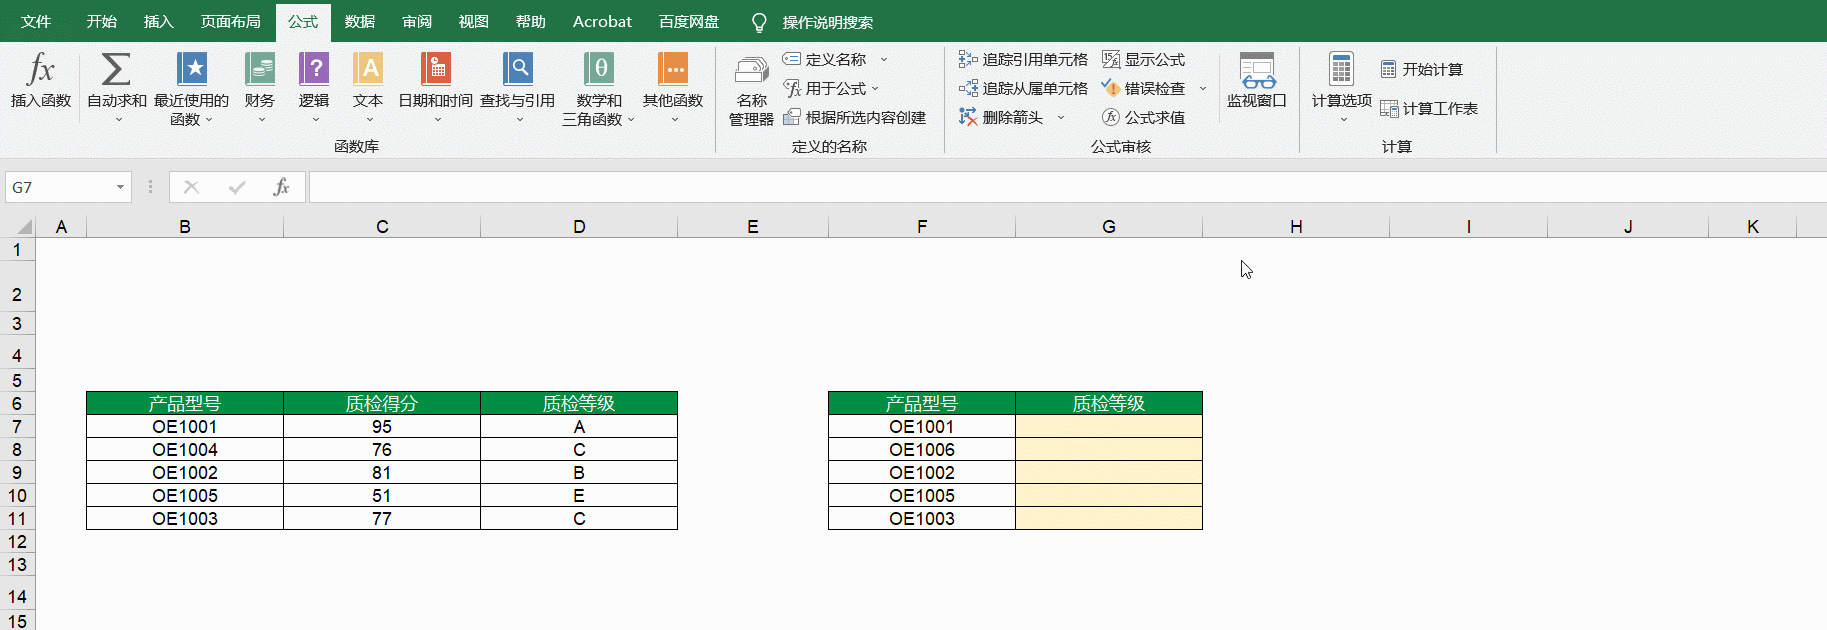 文件 开始 插入 页面布局 公式 数据 审阅 视图 帮助 Acrobat 百度网盘 操作说明搜索
fx 插入函数
自动求和
最近使用的
函数
财务
逻辑
文本
日期和时间
查找与引用
数学和
三角函数
其他函数
函数库
名称
管理器
定义名称
用于公式
根据所选内容创建
定义的名称
追踪引用单元格
追踪从属单元格
删除箭头
显示公式
错误检查
公式求值
公式审核
监视窗口
计算选项
开始计算
计算工作表
计算
G7 fx
A B C D E F G H I J K
1
2
3
4
5
6 产品型号 质检得分 质检等级 产品型号 质检等级
7 OE1001 95 A OE1001
8 OE1004 76 C OE1006
9 OE1002 81 B OE1002
10 OE1005 51 E OE1005
11 OE1003 77 C OE1003
12
13
14
15